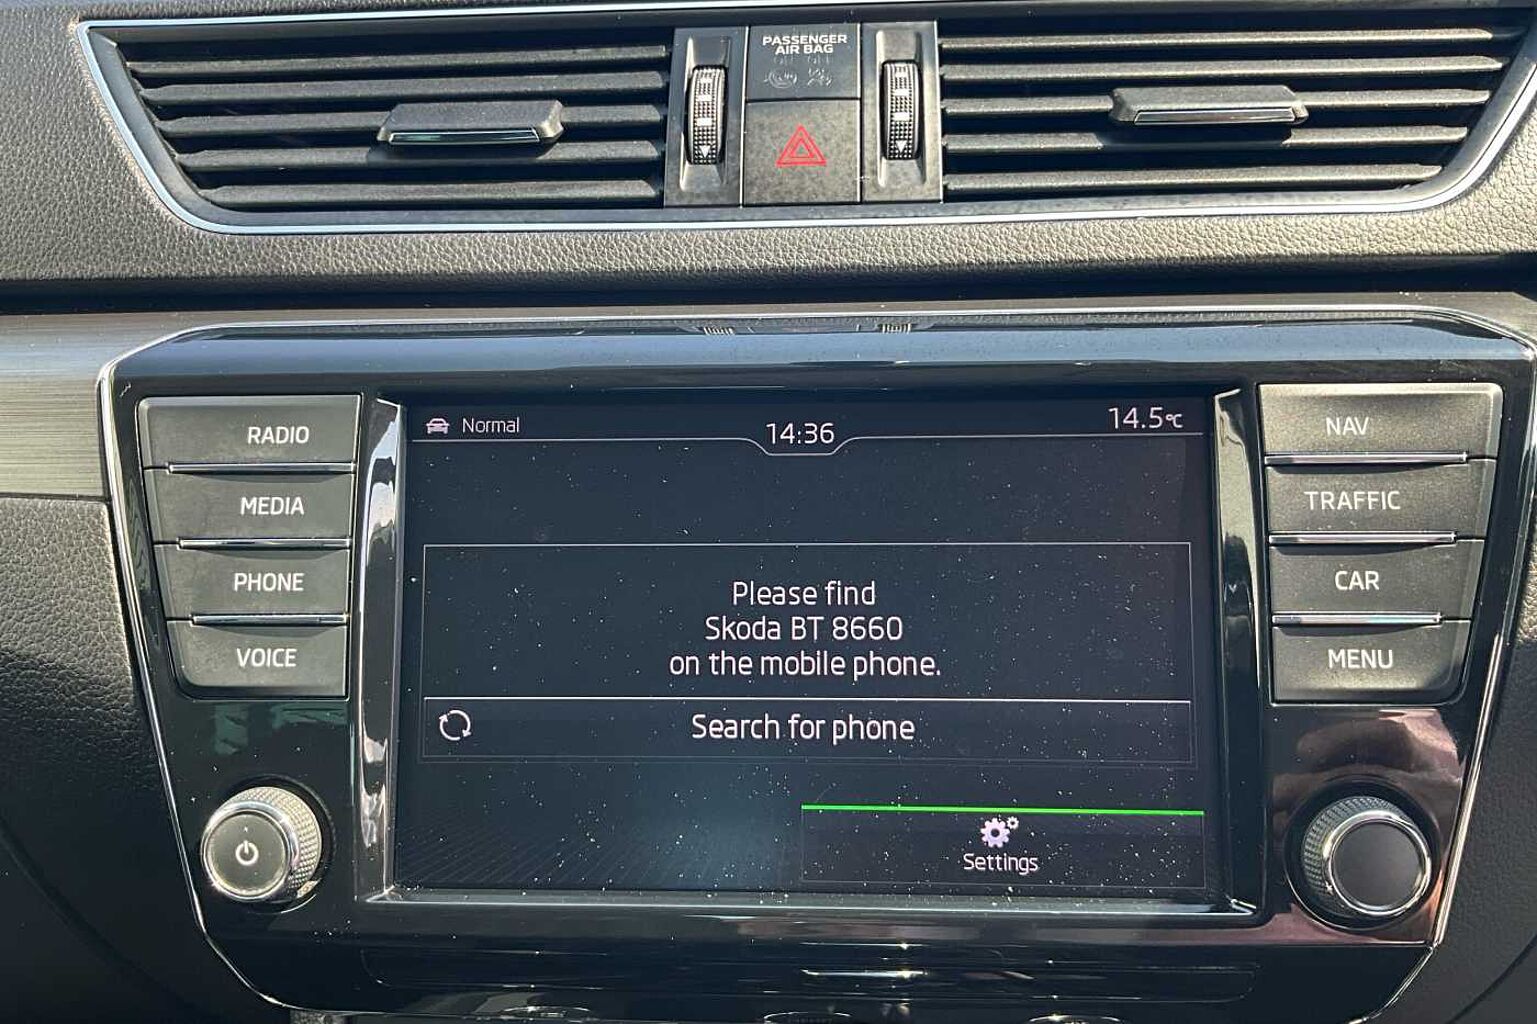 PASSENGER
AIR BAG
Normal
14:36
14.5°C
RADIO
MEDIA
PHONE
VOICE
NAV
TRAFFIC
CAR
MENU
Please find
Skoda BT 8660
on the mobile phone.
Search for phone
Settings